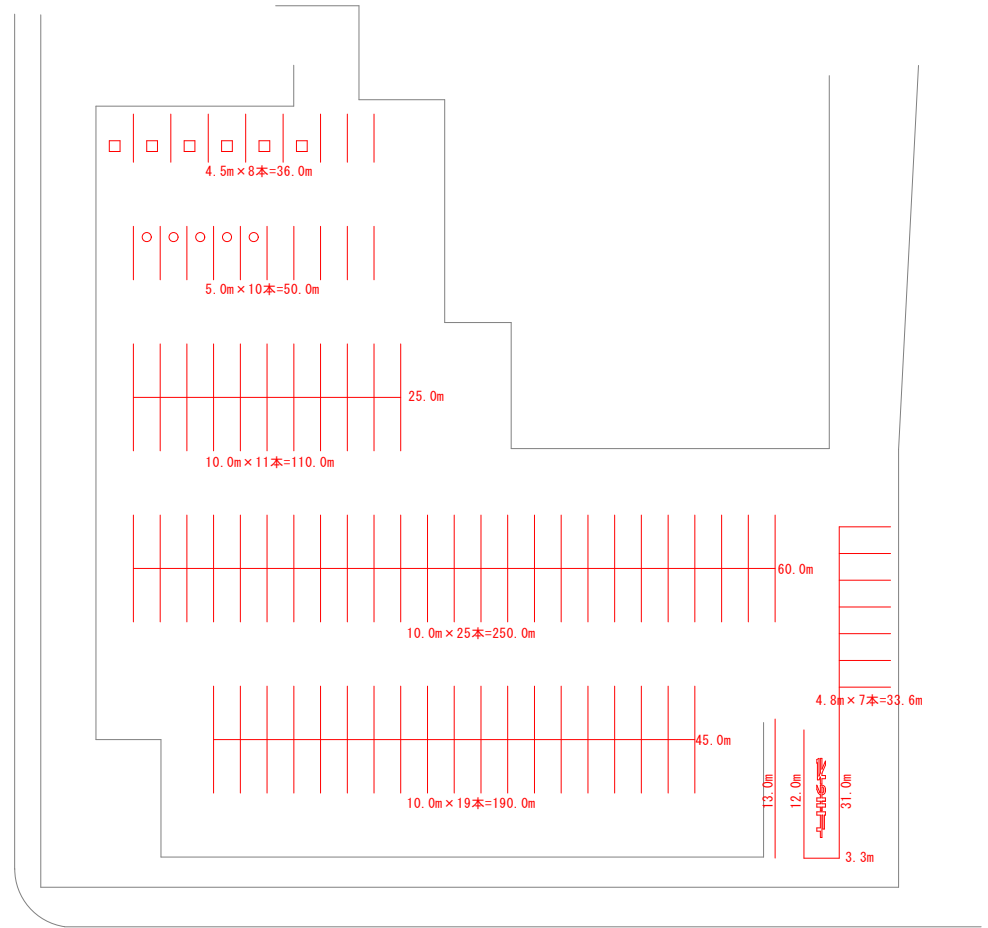 4.5m×8本=36.0m
5.0m×10本=50.0m
25.0m
10.0m×11本=110.0m
60.0m
10.0m×25本=250.0m
4.8m×7本=33.6m
45.0m
10.0m×19本=190.0m
13.0m
12.0m
31.0m
3.3m